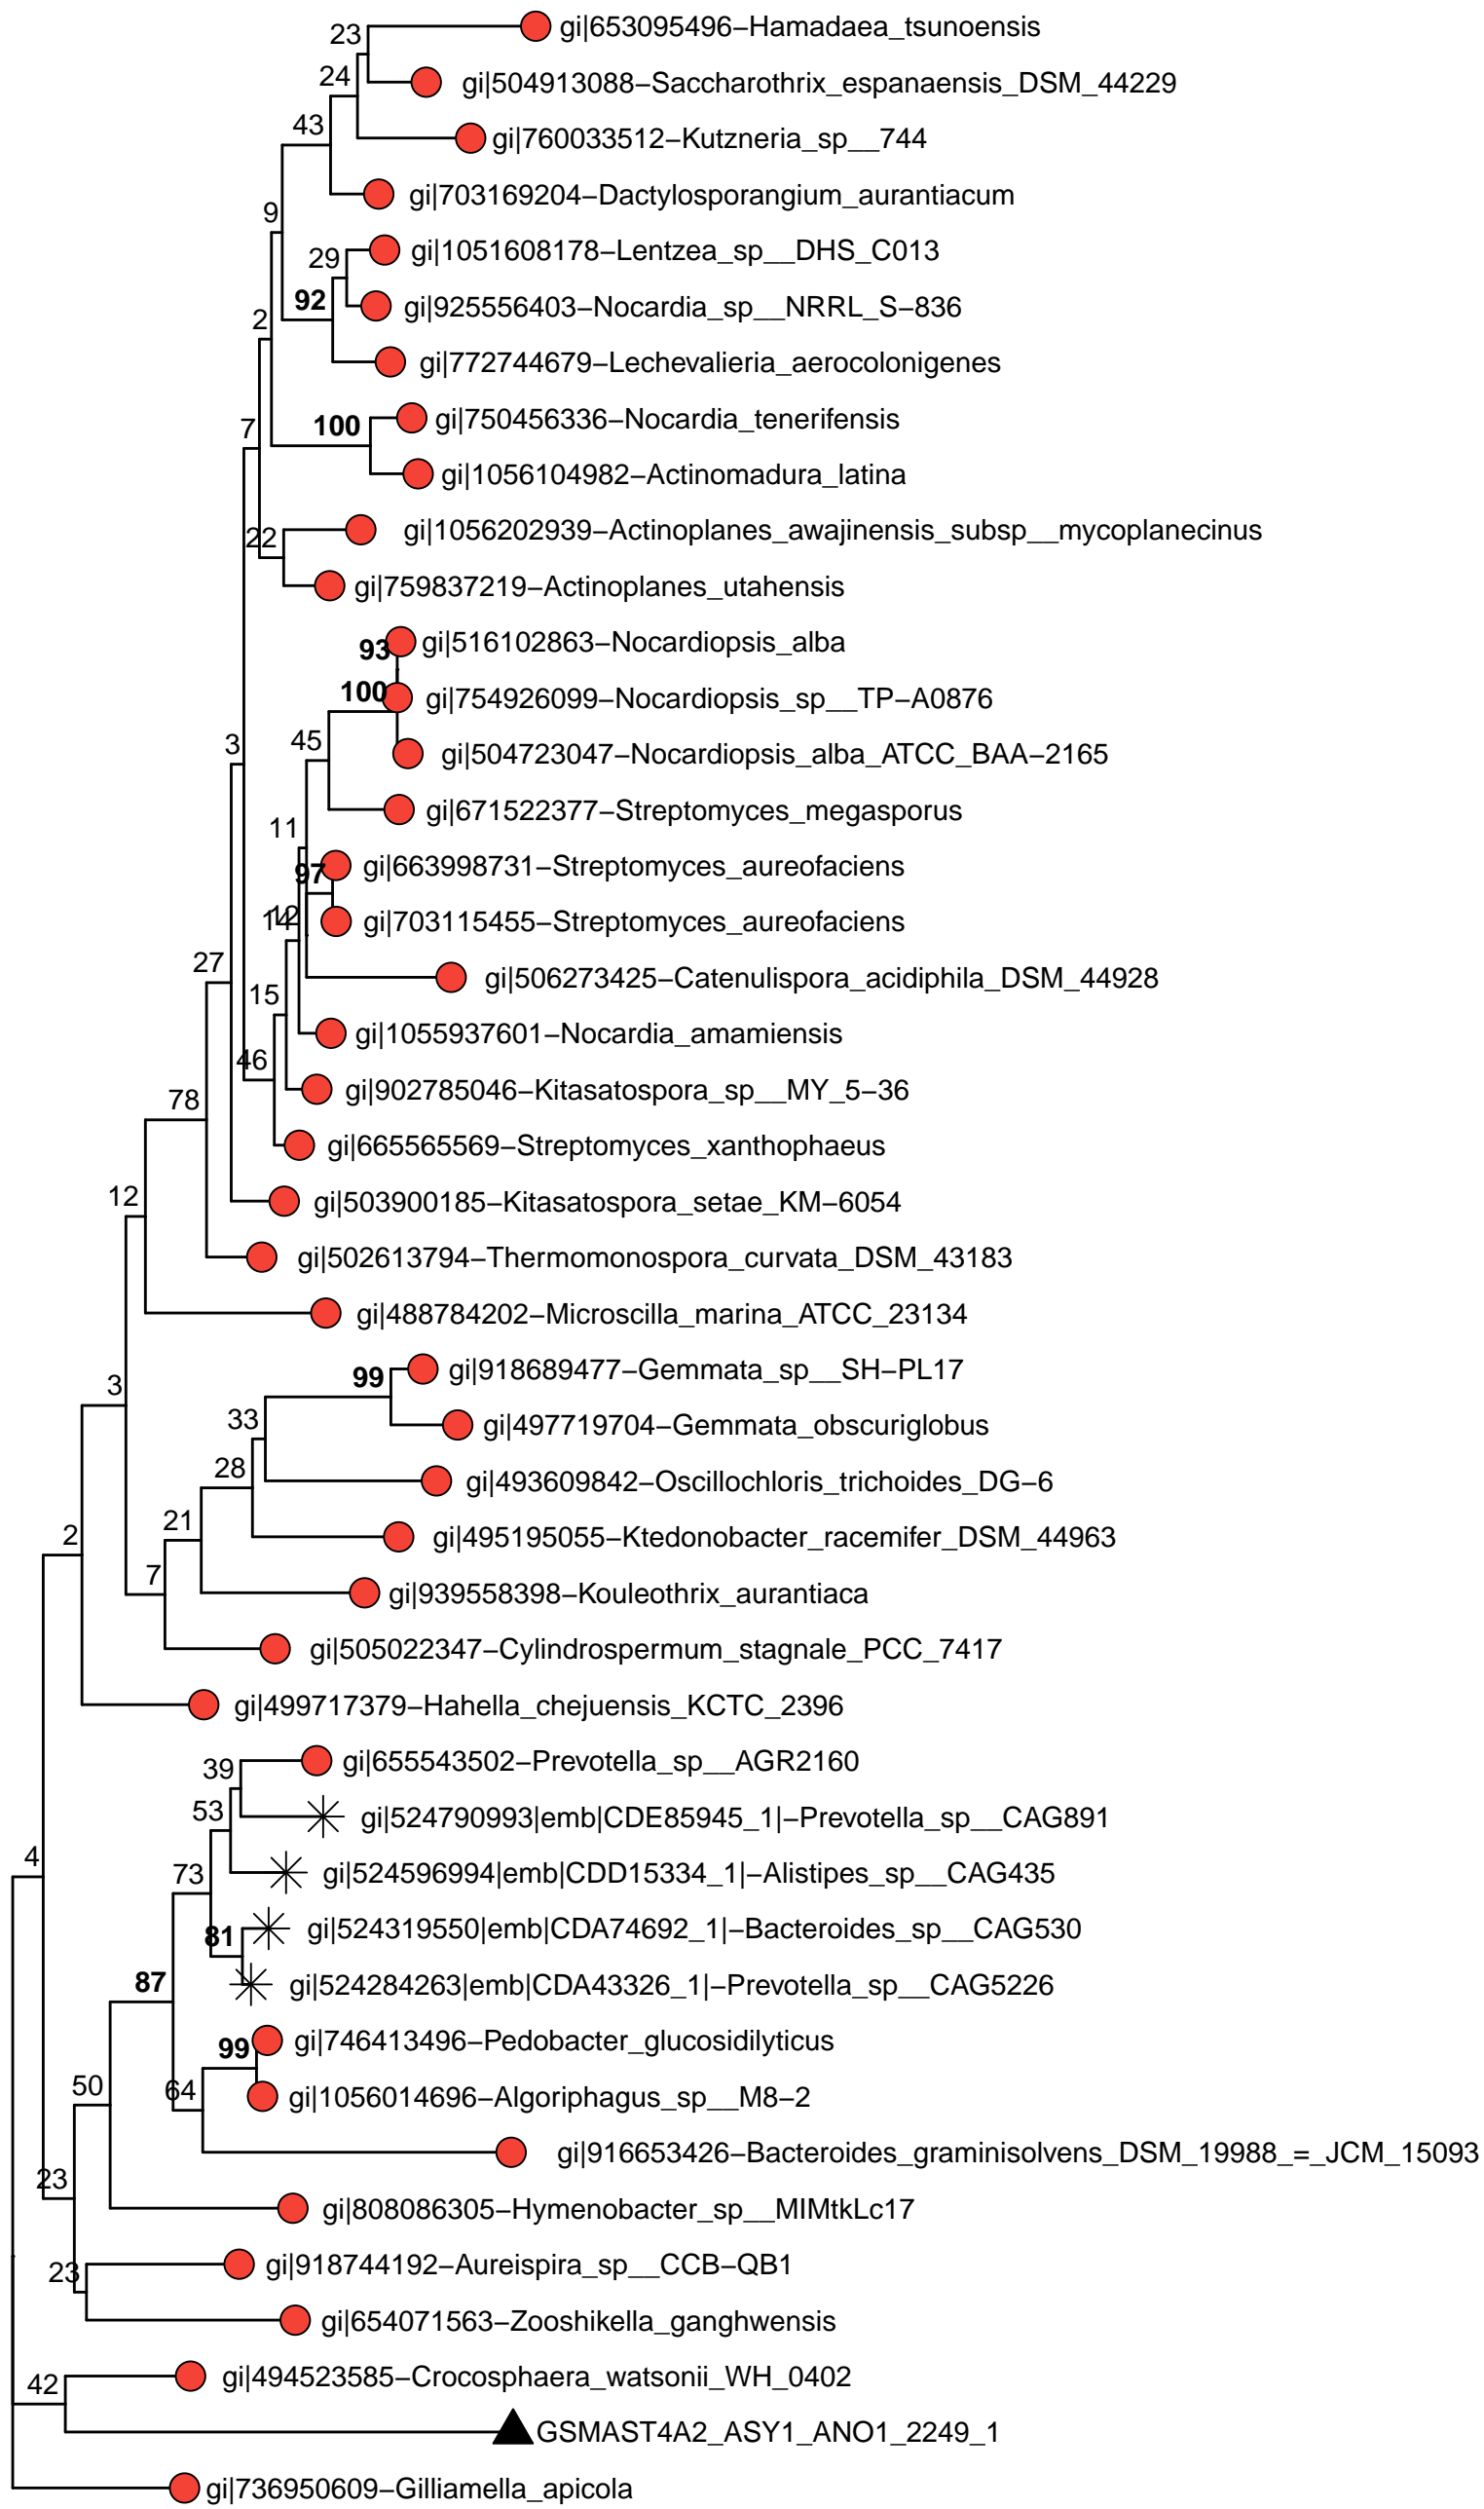 23
gi|653095496–Hamadaea_tsunoensis
24
gi|504913088–Saccharothrix_espanaensis_DSM_44229
43
gi|760033512–Kutzneria_sp__744
gi|703169204–Dactylosporangium_aurantiacum
9
29
gi|1051608178–Lentzea_sp__DHS_C013
92
gi|925556403–Nocardia_sp__NRRL_S−836
2
gi|772744679–Lechevalieria_aerocolonigenes
7
100
gi|750456336–Nocardia_tenerifensis
gi|1056104982–Actinomadura_latina
22
gi|1056202939–Actinoplanes_awajinensis_subsp__mycoplanecinus
gi|759837219–Actinoplanes_utahensis
93
gi|516102863–Nocardiopsis_alba
100
gi|754926099–Nocardiopsis_sp__TP−A0876
3
45
gi|504723047–Nocardiopsis_alba_ATCC_BAA−2165
gi|671522377–Streptomyces_megasporus
11
97
gi|663998731–Streptomyces_aureofaciens
14
12
gi|703115455–Streptomyces_aureofaciens
27
gi|506273425–Catenulispora_acidiphila_DSM_44928
15
gi|1055937601–Nocardia_amamiensis
46
gi|902785046–Kitasatospora_sp__MY_5−36
78
gi|665565569–Streptomyces_xanthophaeus
12
gi|503900185–Kitasatospora_setae_KM−6054
gi|502613794–Thermomonospora_curvata_DSM_43183
gi|488784202–Microscilla_marina_ATCC_23134
3
99
gi|918689477–Gemmata_sp__SH−PL17
33
gi|497719704–Gemmata_obscuriglobus
28
gi|493609842–Oscillochloris_trichoides_DG−6
2
21
gi|495195055–Ktedonobacter_racemifer_DSM_44963
7
gi|939558398–Kouleothrix_aurantiaca
gi|505022347–Cylindrospermum_stagnale_PCC_7417
gi|499717379–Hahella_chejuensis_KCTC_2396
39
gi|655543502–Prevotella_sp__AGR2160
53
gi|524790993|emb|CDE85945_1|–Prevotella_sp__CAG891
4
73
gi|524596994|emb|CDD15334_1|–Alistipes_sp__CAG435
81
gi|524319550|emb|CDA74692_1|–Bacteroides_sp__CAG530
87
gi|524284263|emb|CDA43326_1|–Prevotella_sp__CAG5226
99
gi|746413496–Pedobacter_glucosidilyticus
50
64
gi|1056014696–Algoriphagus_sp__M8−2
gi|916653426–Bacteroides_graminisolvens_DSM_19988_=_JCM_15093
23
gi|808086305–Hymenobacter_sp__MIMtkLc17
23
gi|918744192–Aureispira_sp__CCB−QB1
gi|654071563–Zooshikella_ganghwensis
42
gi|494523585–Crocosphaera_watsonii_WH_0402
GSMAST4A2_ASY1_ANO1_2249_1
gi|736950609–Gilliamella_apicola